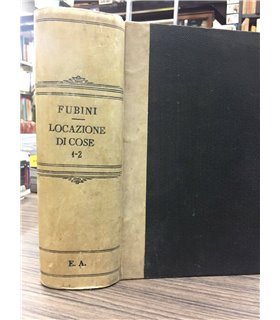 FUBINI
LOCAZIONE
DI COSE
1-2
E. A.